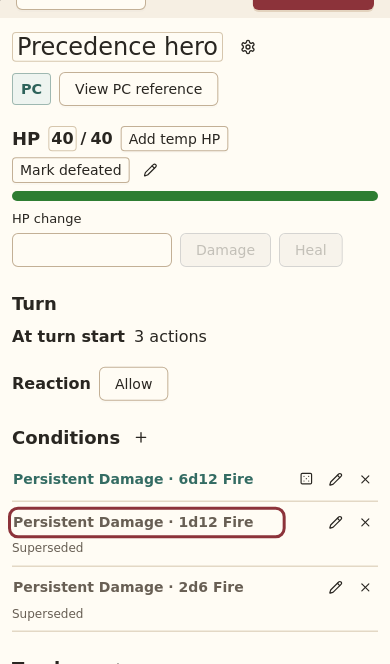 Precedence hero
PC View PC reference
HP 40 / 40 Add temp HP
Mark defeated
HP change
Damage Heal
Turn
At turn start 3 actions
Reaction Allow
Conditions +
Persistent Damage · 6d12 Fire
Persistent Damage · 1d12 Fire
Superseded
Persistent Damage · 2d6 Fire
Superseded